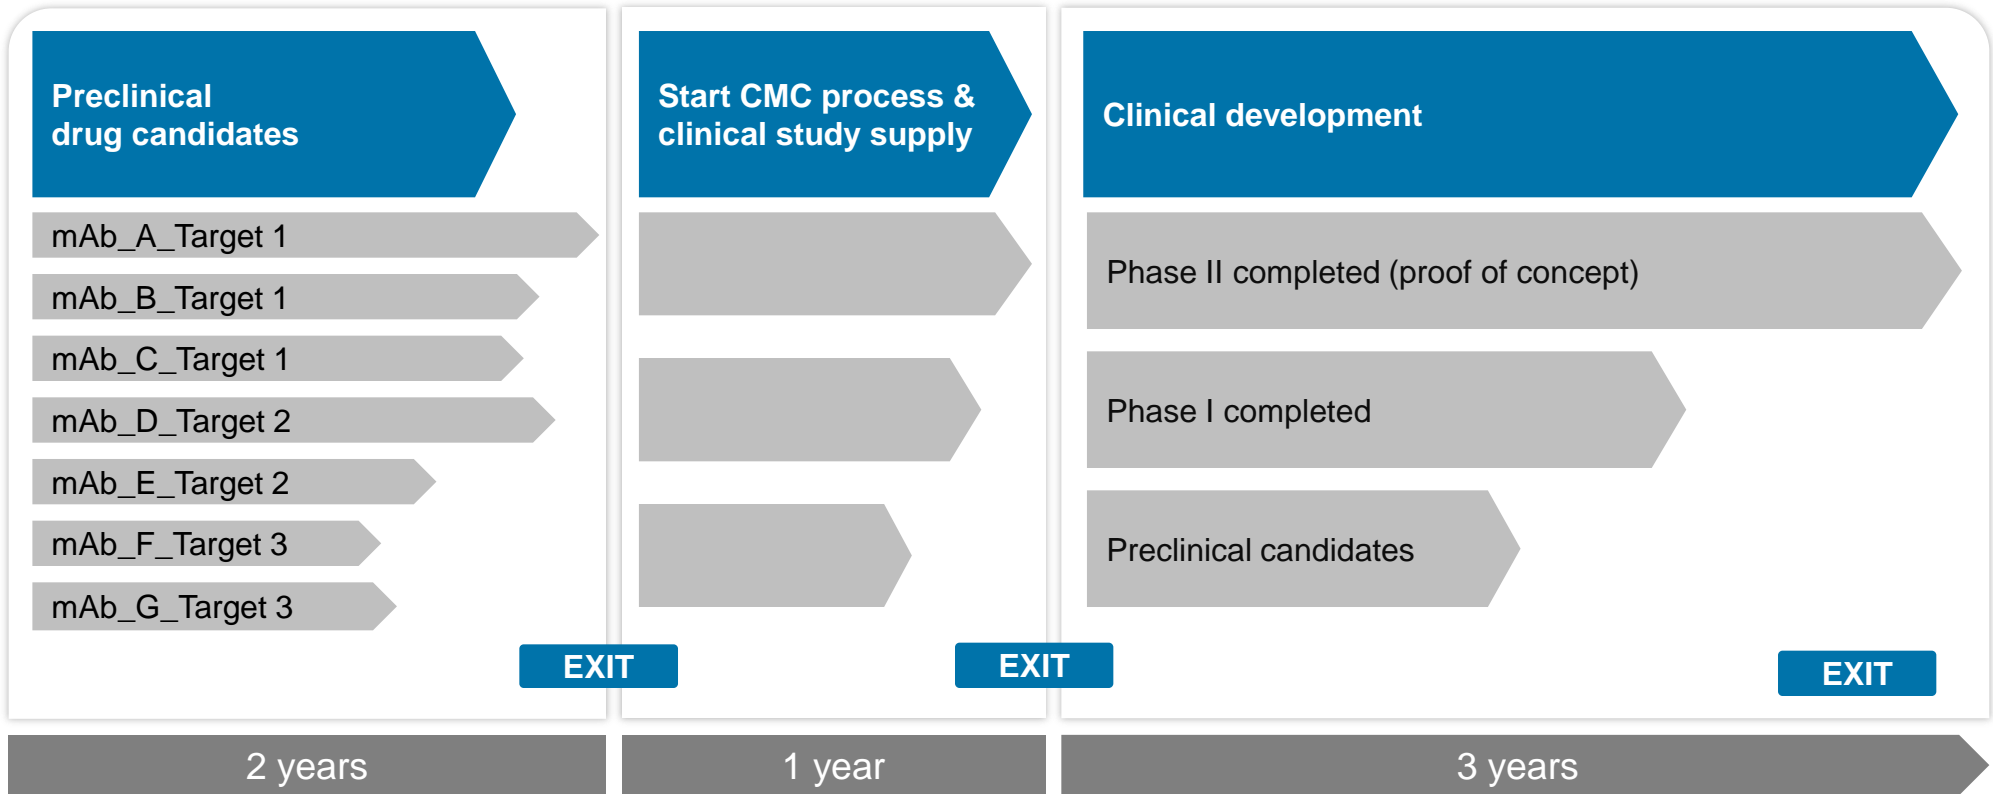 Preclinical
drug candidates
mAb_A_Target 1
mAb_B_Target 1
mAb_C_Target 1
mAb_D_Target 2
mAb_E_Target 2
mAb_F_Target 3
mAb_G_Target 3
EXIT
2 years
Start CMC process &
clinical study supply
EXIT
1 year
Clinical development
Phase II completed (proof of concept)
Phase I completed
Preclinical candidates
EXIT
3 years